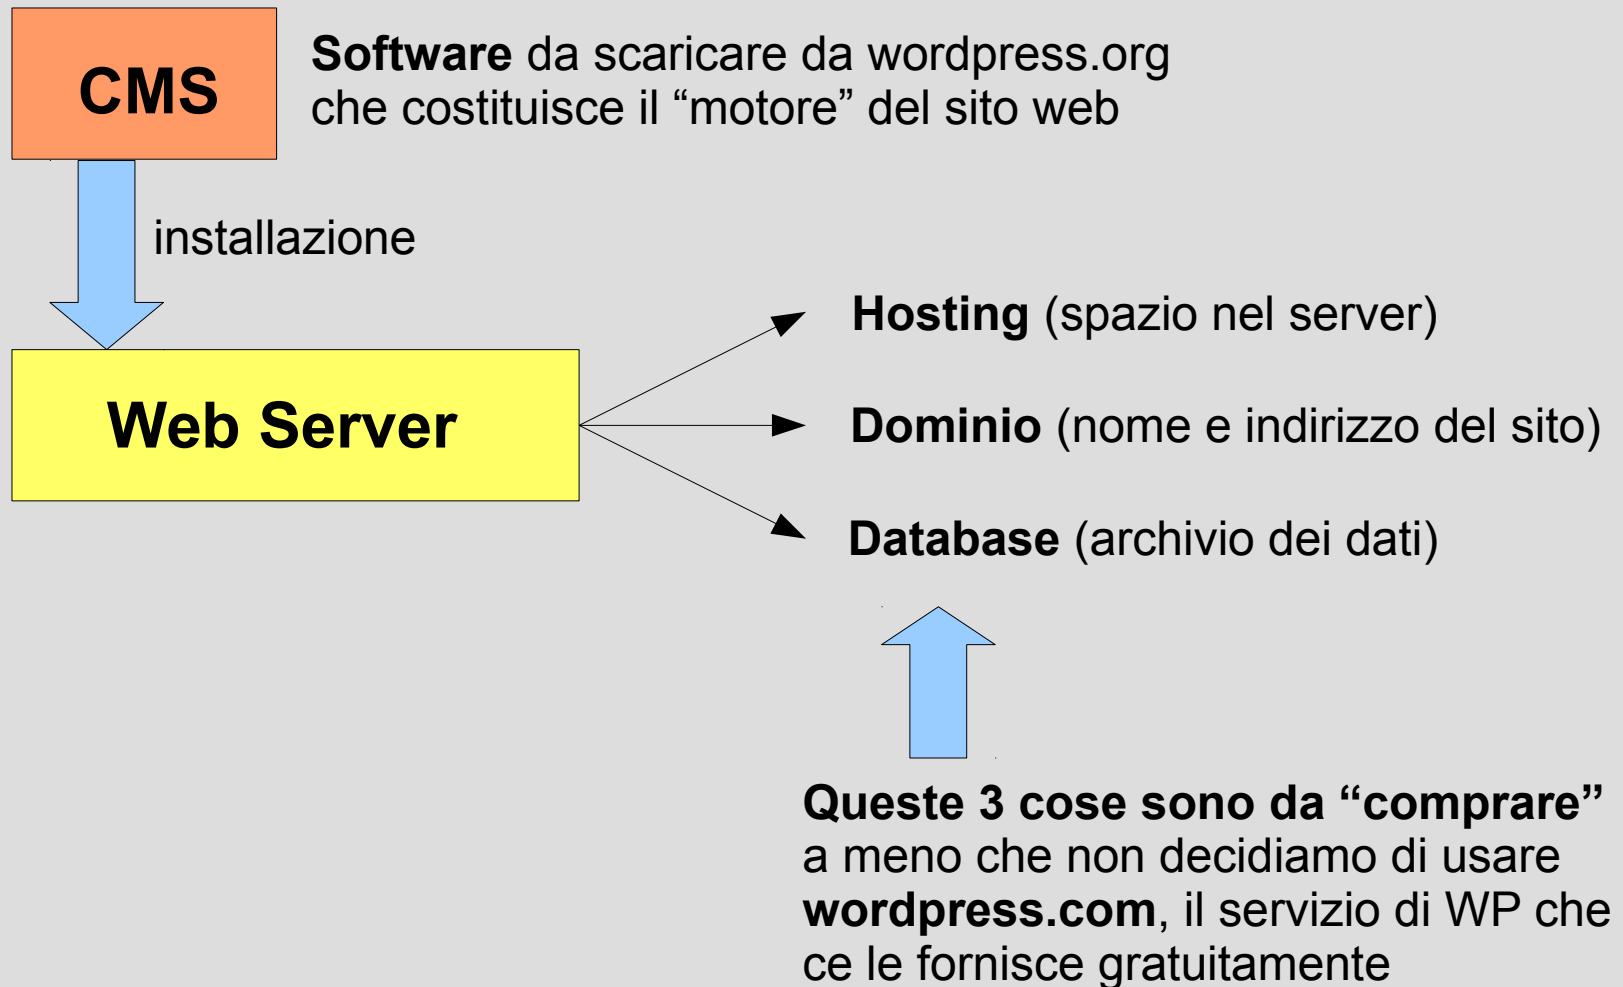 CMS
Software da scaricare da wordpress.org
che costituisce il “motore” del sito web
installazione
Web Server
Hosting (spazio nel server)
Dominio (nome e indirizzo del sito)
Database (archivio dei dati)
Queste 3 cose sono da “comprare”
a meno che non decidiamo di usare
wordpress.com, il servizio di WP che
ce le fornisce gratuitamente